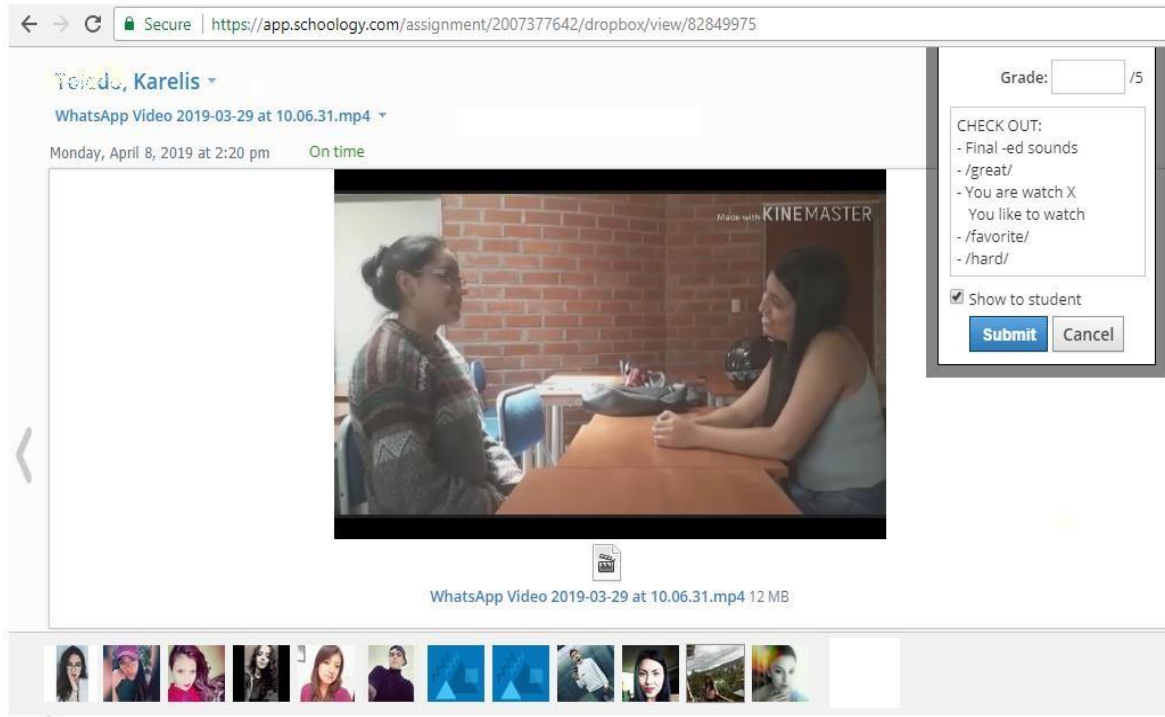 Secure | https://app.schoology.com/assignment/2007377642/dropbox/view/82849975
Karelis
WhatsApp Video 2019-03-29 at 10.06.31.mp4
Monday, April 8, 2019 at 2:20 pm On time
Made with KINEMASTER
WhatsApp Video 2019-03-29 at 10.06.31.mp4 12 MB
Grade: /5
CHECK OUT:
- Final -ed sounds
- /great/
- You are watch X
You like to watch
- /favorite/
- /hard/
Show to student
Submit Cancel